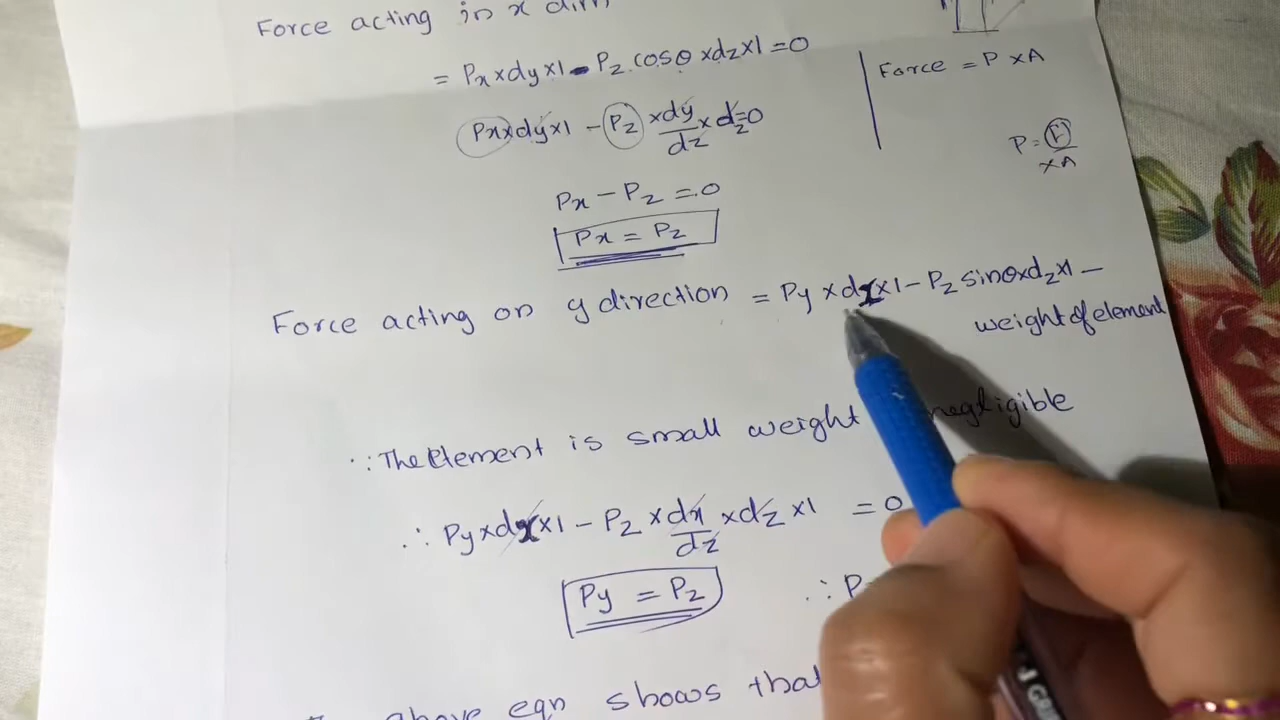 Force acting in x dirn
= Px x dy x 1 - Pz cosθ x dz x 1 = 0
Force = P x A
Px x dy x 1 - Pz x dy/dz x dz = 0
P = F/xA
Px - Pz = 0
Px = Pz
Force acting on y direction = Py x dx x 1 - Pz sinθ x dz x 1 -
weight of element
∵ The Element is small weight negligible
∴ Py x dx x 1 - Pz x dx/dz x dz x 1 = 0
Py = Pz ∴ P
above eqn shows that